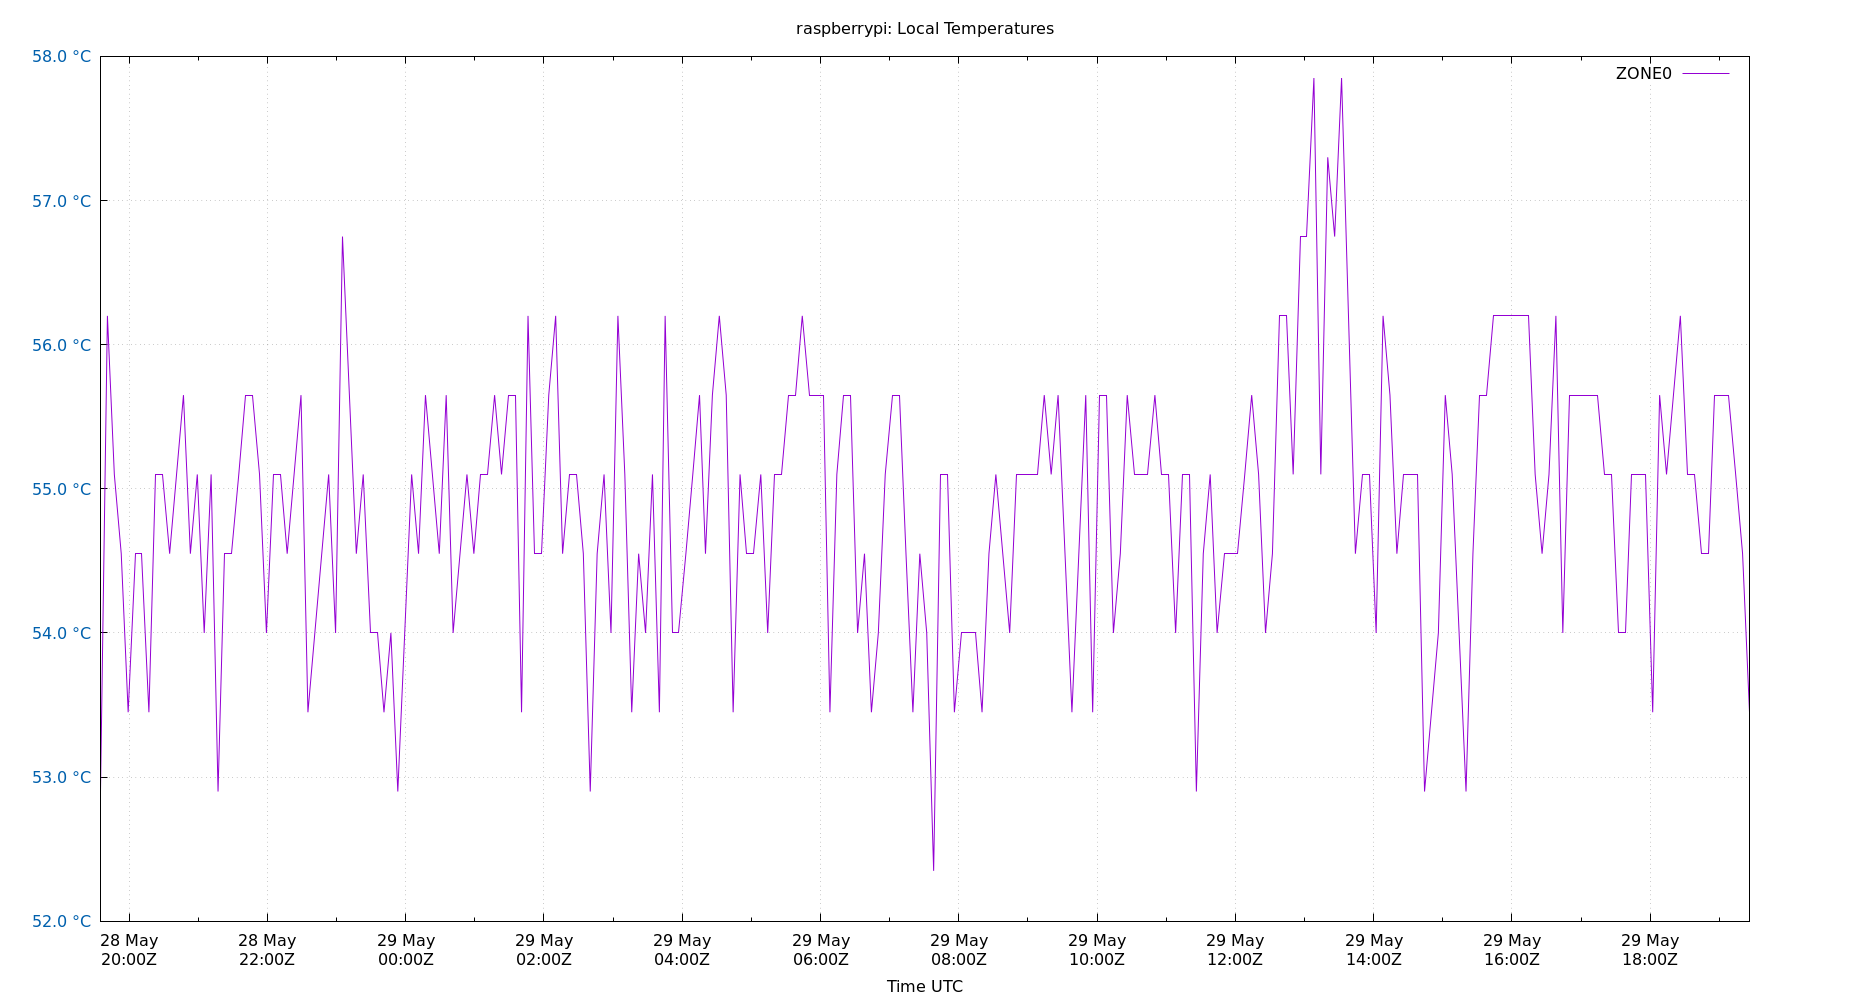 raspberrypi: Local Temperatures
ZONE0
58.0 °C
57.0 °C
56.0 °C
55.0 °C
54.0 °C
53.0 °C
52.0 °C
28 May 28 May 29 May 29 May 29 May 29 May 29 May 29 May 29 May 29 May 29 May 29 May
20:00Z 22:00Z 00:00Z 02:00Z 04:00Z 06:00Z 08:00Z 10:00Z 12:00Z 14:00Z 16:00Z 18:00Z
Time UTC